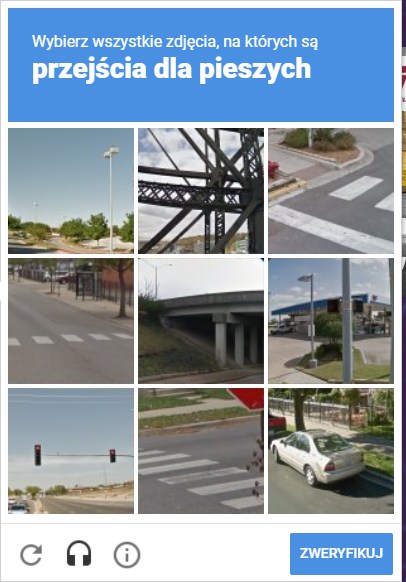 Wybierz wszystkie zdjęcia, na których są
przejścia dla pieszych
ZWERYFIKUJ